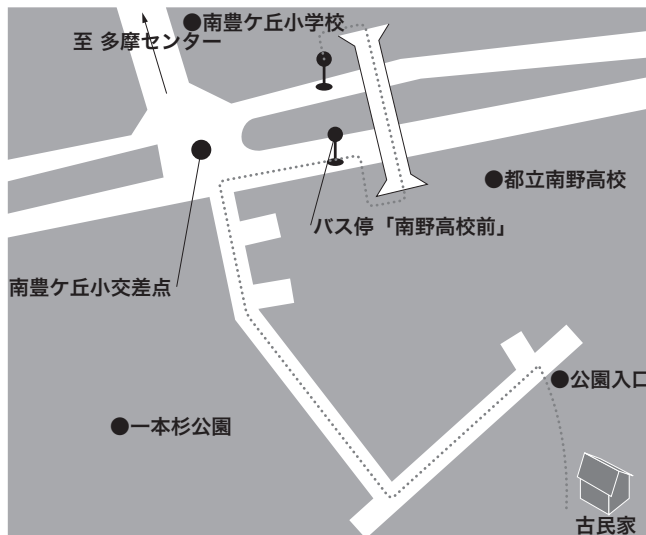 ●南豊ケ丘小学校
至 多摩センター
●都立南野高校
バス停「南野高校前」
南豊ケ丘小交差点
●公園入口
●一本杉公園
古民家